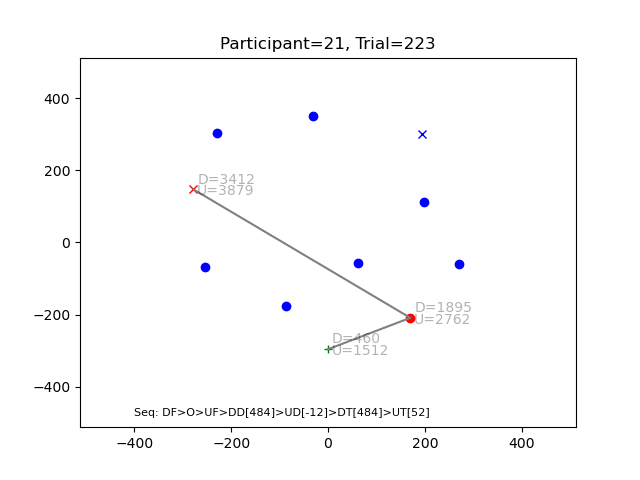 Participant=21, Trial=223
400
200
0
−200
−400
D=3412
U=3879
D=1895
U=2762
D=460
U=1512
Seq: DF>O>UF>DD[484]>UD[-12]>DT[484]>UT[52]
−400
−200
0
200
400